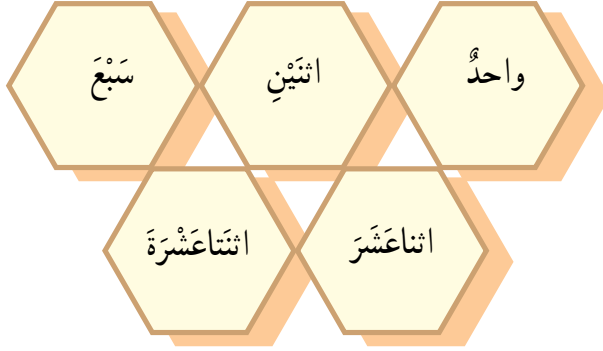 واحدٌ
اثنَيْنِ
سَبْعَ
اثناعَشَرَ
اثنَتاعَشْرَةَ